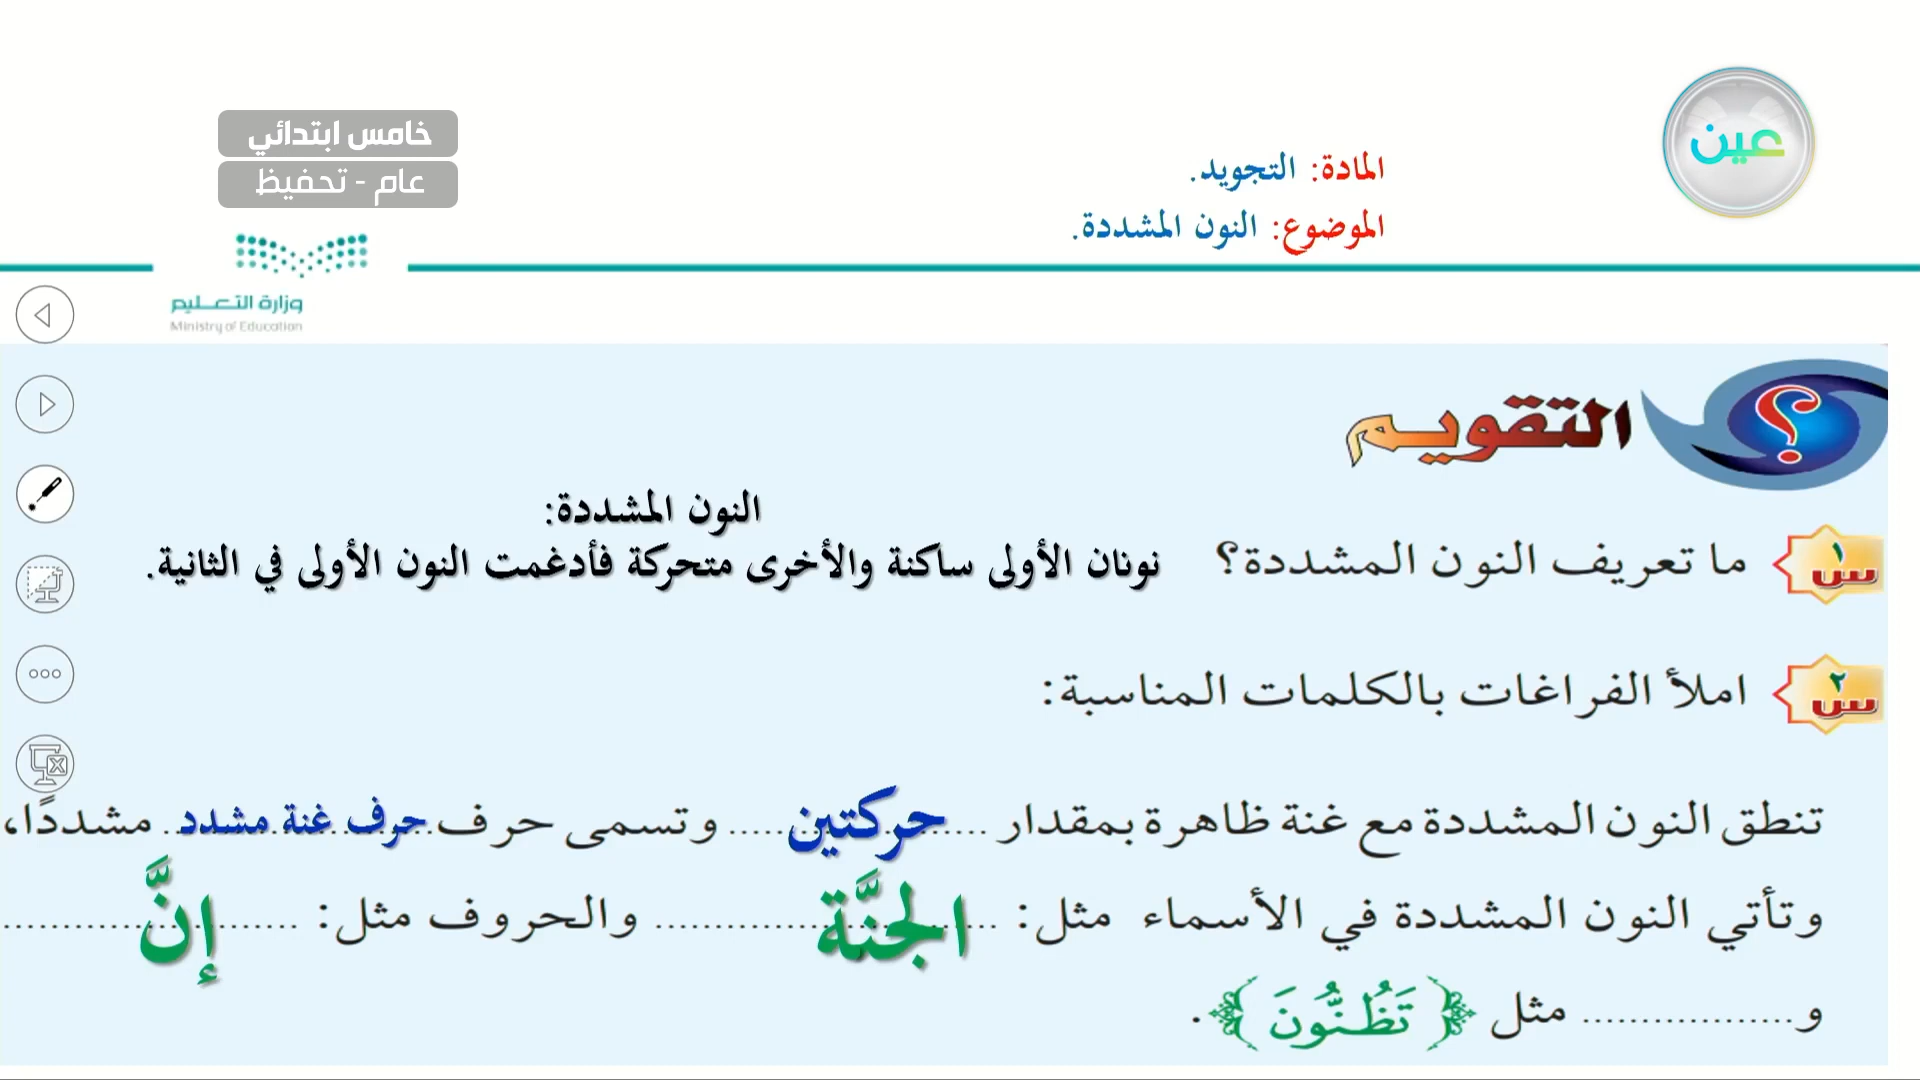 عين
خامس ابتدائي
عام - تحفيظ
المادة: التجويد.
الموضوع: النون المشددة.
وزارة التعليم
Ministry of Education
؟
التقويم
النون المشددة:
س١ ما تعريف النون المشددة؟ نونان الأولى ساكنة والأخرى متحركة فأدغمت النون الأولى في الثانية.
س٢ املأ الفراغات بالكلمات المناسبة:
تنطق النون المشددة مع غنة ظاهرة بمقدار ..... حركتين ..... وتسمى حرف حرف غنة مشدد مشددًا،
وتأتي النون المشددة في الأسماء مثل: ..... الجنَّة ..... والحروف مثل: ..... إنَّ .....
و.................. مثل ﴿ تَظُنُّونَ ﴾.